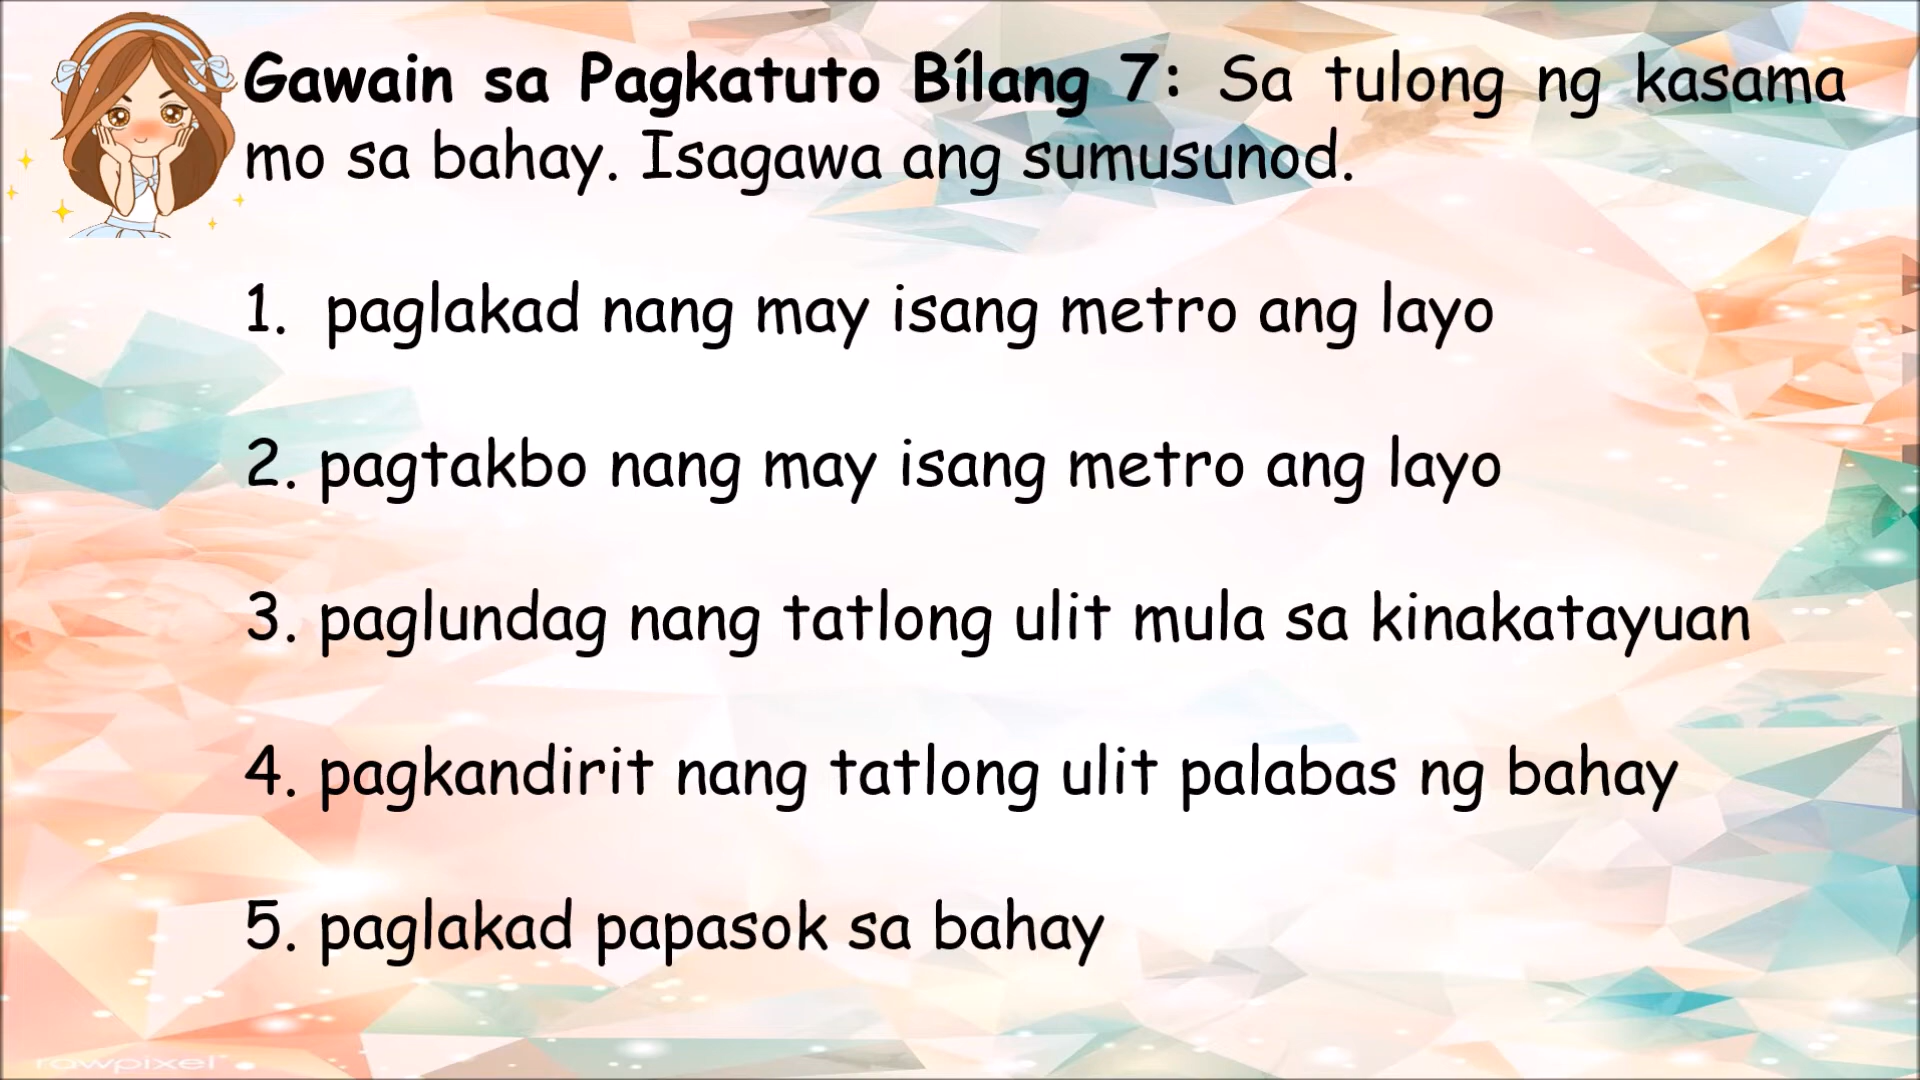 Gawain sa Pagkatuto Bílang 7: Sa tulong ng kasama
mo sa bahay. Isagawa ang sumusunod.
1. paglakad nang may isang metro ang layo
2. pagtakbo nang may isang metro ang layo
3. paglundag nang tatlong ulit mula sa kinakatayuan
4. pagkandirit nang tatlong ulit palabas ng bahay
5. paglakad papasok sa bahay
rawpixel